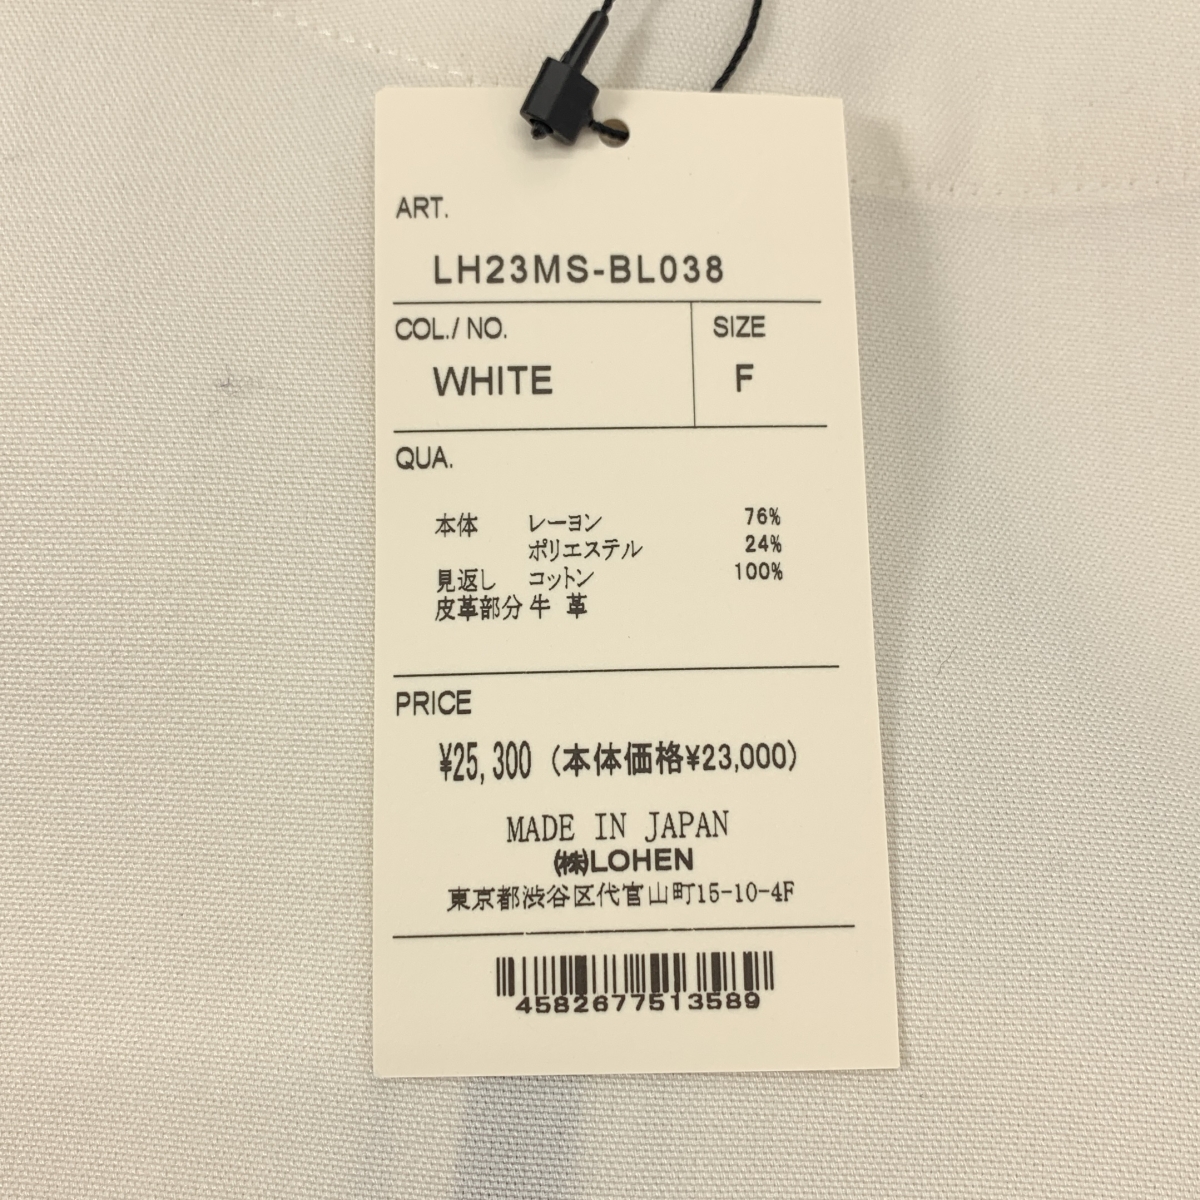 ART.
LH23MS-BL038
COL./ NO. SIZE
WHITE F
QUA.
本体 レーヨン 76%
ポリエステル 24%
見返し コットン 100%
皮革部分 牛 革
PRICE
¥25,300 (本体価格¥23,000)
MADE IN JAPAN
(株)LOHEN
東京都渋谷区代官山町15-10-4F
4582677513589